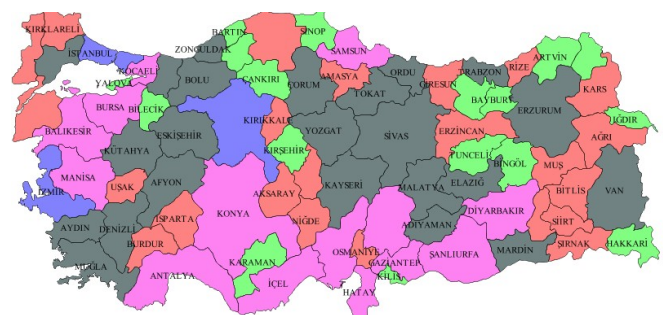 KIRKLARELİ
BARTIN
SİNOP
İSTANBUL
ZONGULDAK
SAMSUN
ARTVİN
KOCAELİ
ORDU
TRABZON
RİZE
YALOVA
BOLU
ÇANKIRI
ÇORUM
AMASYA
GİRESUN
KARS
BURSA
BİLECİK
TOKAT
BAYBURT
ERZURUM
IĞDIR
BALIKESİR
ESKİŞEHİR
KIRIKKALE
YOZGAT
SİVAS
ERZİNCAN
AĞRI
KÜTAHYA
KIRŞEHİR
TUNCELİ
BİNGÖL
MUŞ
MANİSA
UŞAK
AFYON
AKSARAY
KAYSERİ
MALATYA
ELAZIĞ
BİTLİS
VAN
İZMİR
ISPARTA
KONYA
NİĞDE
DİYARBAKIR
SİİRT
AYDIN
DENİZLİ
ADIYAMAN
BURDUR
MARDİN
ŞIRNAK
HAKKARİ
MUĞLA
KARAMAN
OSMANİYE
GAZİANTEP
ŞANLIURFA
ANTALYA
İÇEL
KİLİS
HATAY